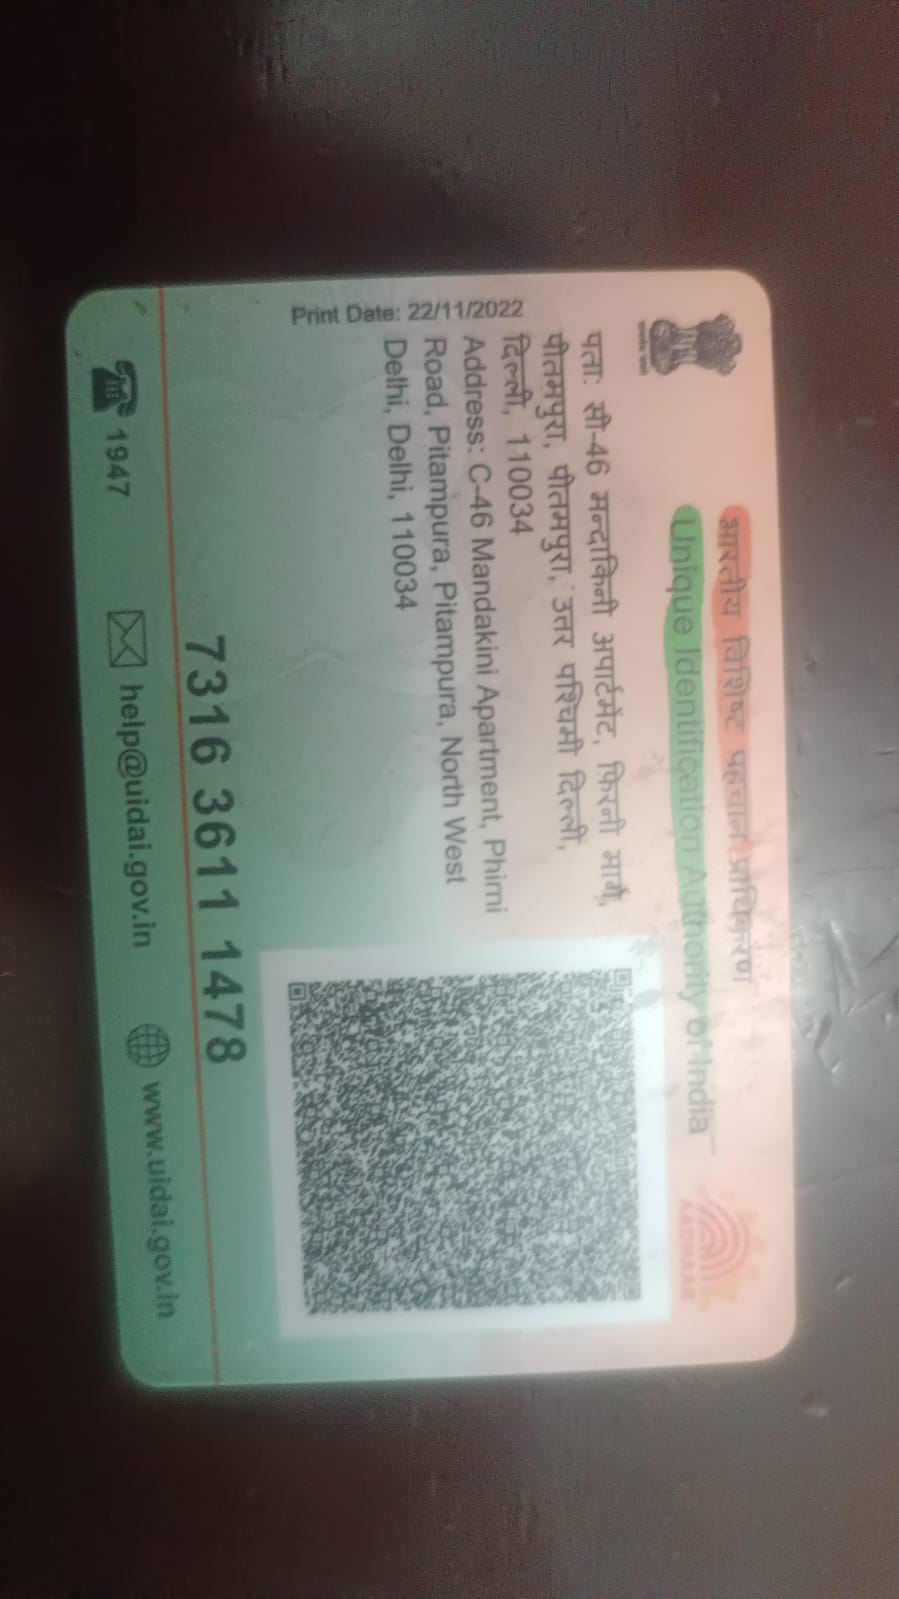 भारतीय विशिष्ट पहचान प्राधिकरण
Unique Identification Authority of India
AADHAAR
पता: सी-46 मन्दाकिनी अपार्टमेंट, फिरनी मार्ग,
पीतमपुरा, पीतमपुरा, उत्तर पश्चिमी दिल्ली,
दिल्ली, 110034
Address: C-46 Mandakini Apartment, Phirni
Road, Pitampura, Pitampura, North West
Delhi, Delhi, 110034
Print Date: 22/11/2022
7316 3611 1478
1947
help@uidai.gov.in
www.uidai.gov.in